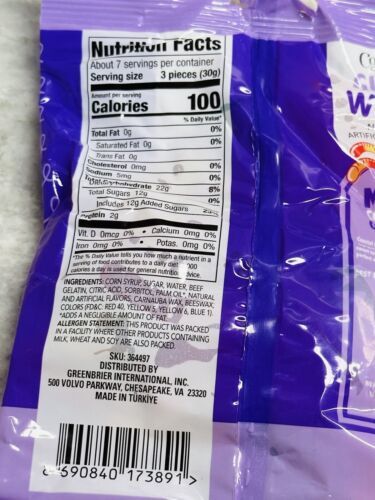 Nutrition Facts
About 7 servings per container
Serving size 3 pieces (30g)
Amount per serving
Calories 100
% Daily Value*
Total Fat 0g 0%
Saturated Fat 0g 0%
Trans Fat 0g
Cholesterol 0mg 0%
Sodium 5mg 0%
Carbohydrate 22g 8%
Total Sugars 12g
Includes 12g Added Sugars
Protein 2g
Vit. D 0mcg 0% • Calcium 0mg 0%
Iron 0mg 0% • Potas. 0mg 0%
*The % Daily Value tells you how much a nutrient in a
serving of food contributes to a daily diet
calories a day is used for general nutrition advice.
INGREDIENTS: CORN SYRUP, SUGAR, WATER, BEEF
GELATIN, CITRIC ACID, SORBITOL, PALM OIL*, NATURAL
AND ARTIFICIAL FLAVORS, CARNAUBA WAX, BEESWAX,
COLORS (FD&C RED 40, YELLOW 5, YELLOW 6, BLUE 1).
*ADDS A NEGLIGIBLE AMOUNT OF FAT.
ALLERGEN STATEMENT: THIS PRODUCT WAS PACKED
IN A FACILITY WHERE OTHER PRODUCTS CONTAINING
MILK, WHEAT AND SOY ARE ALSO PACKED.
SKU: 364497
DISTRIBUTED BY
GREENBRIER INTERNATIONAL, INC.
500 VOLVO PARKWAY, CHESAPEAKE, VA 23320
MADE IN TÜRKİYE
8 690840 173891 >